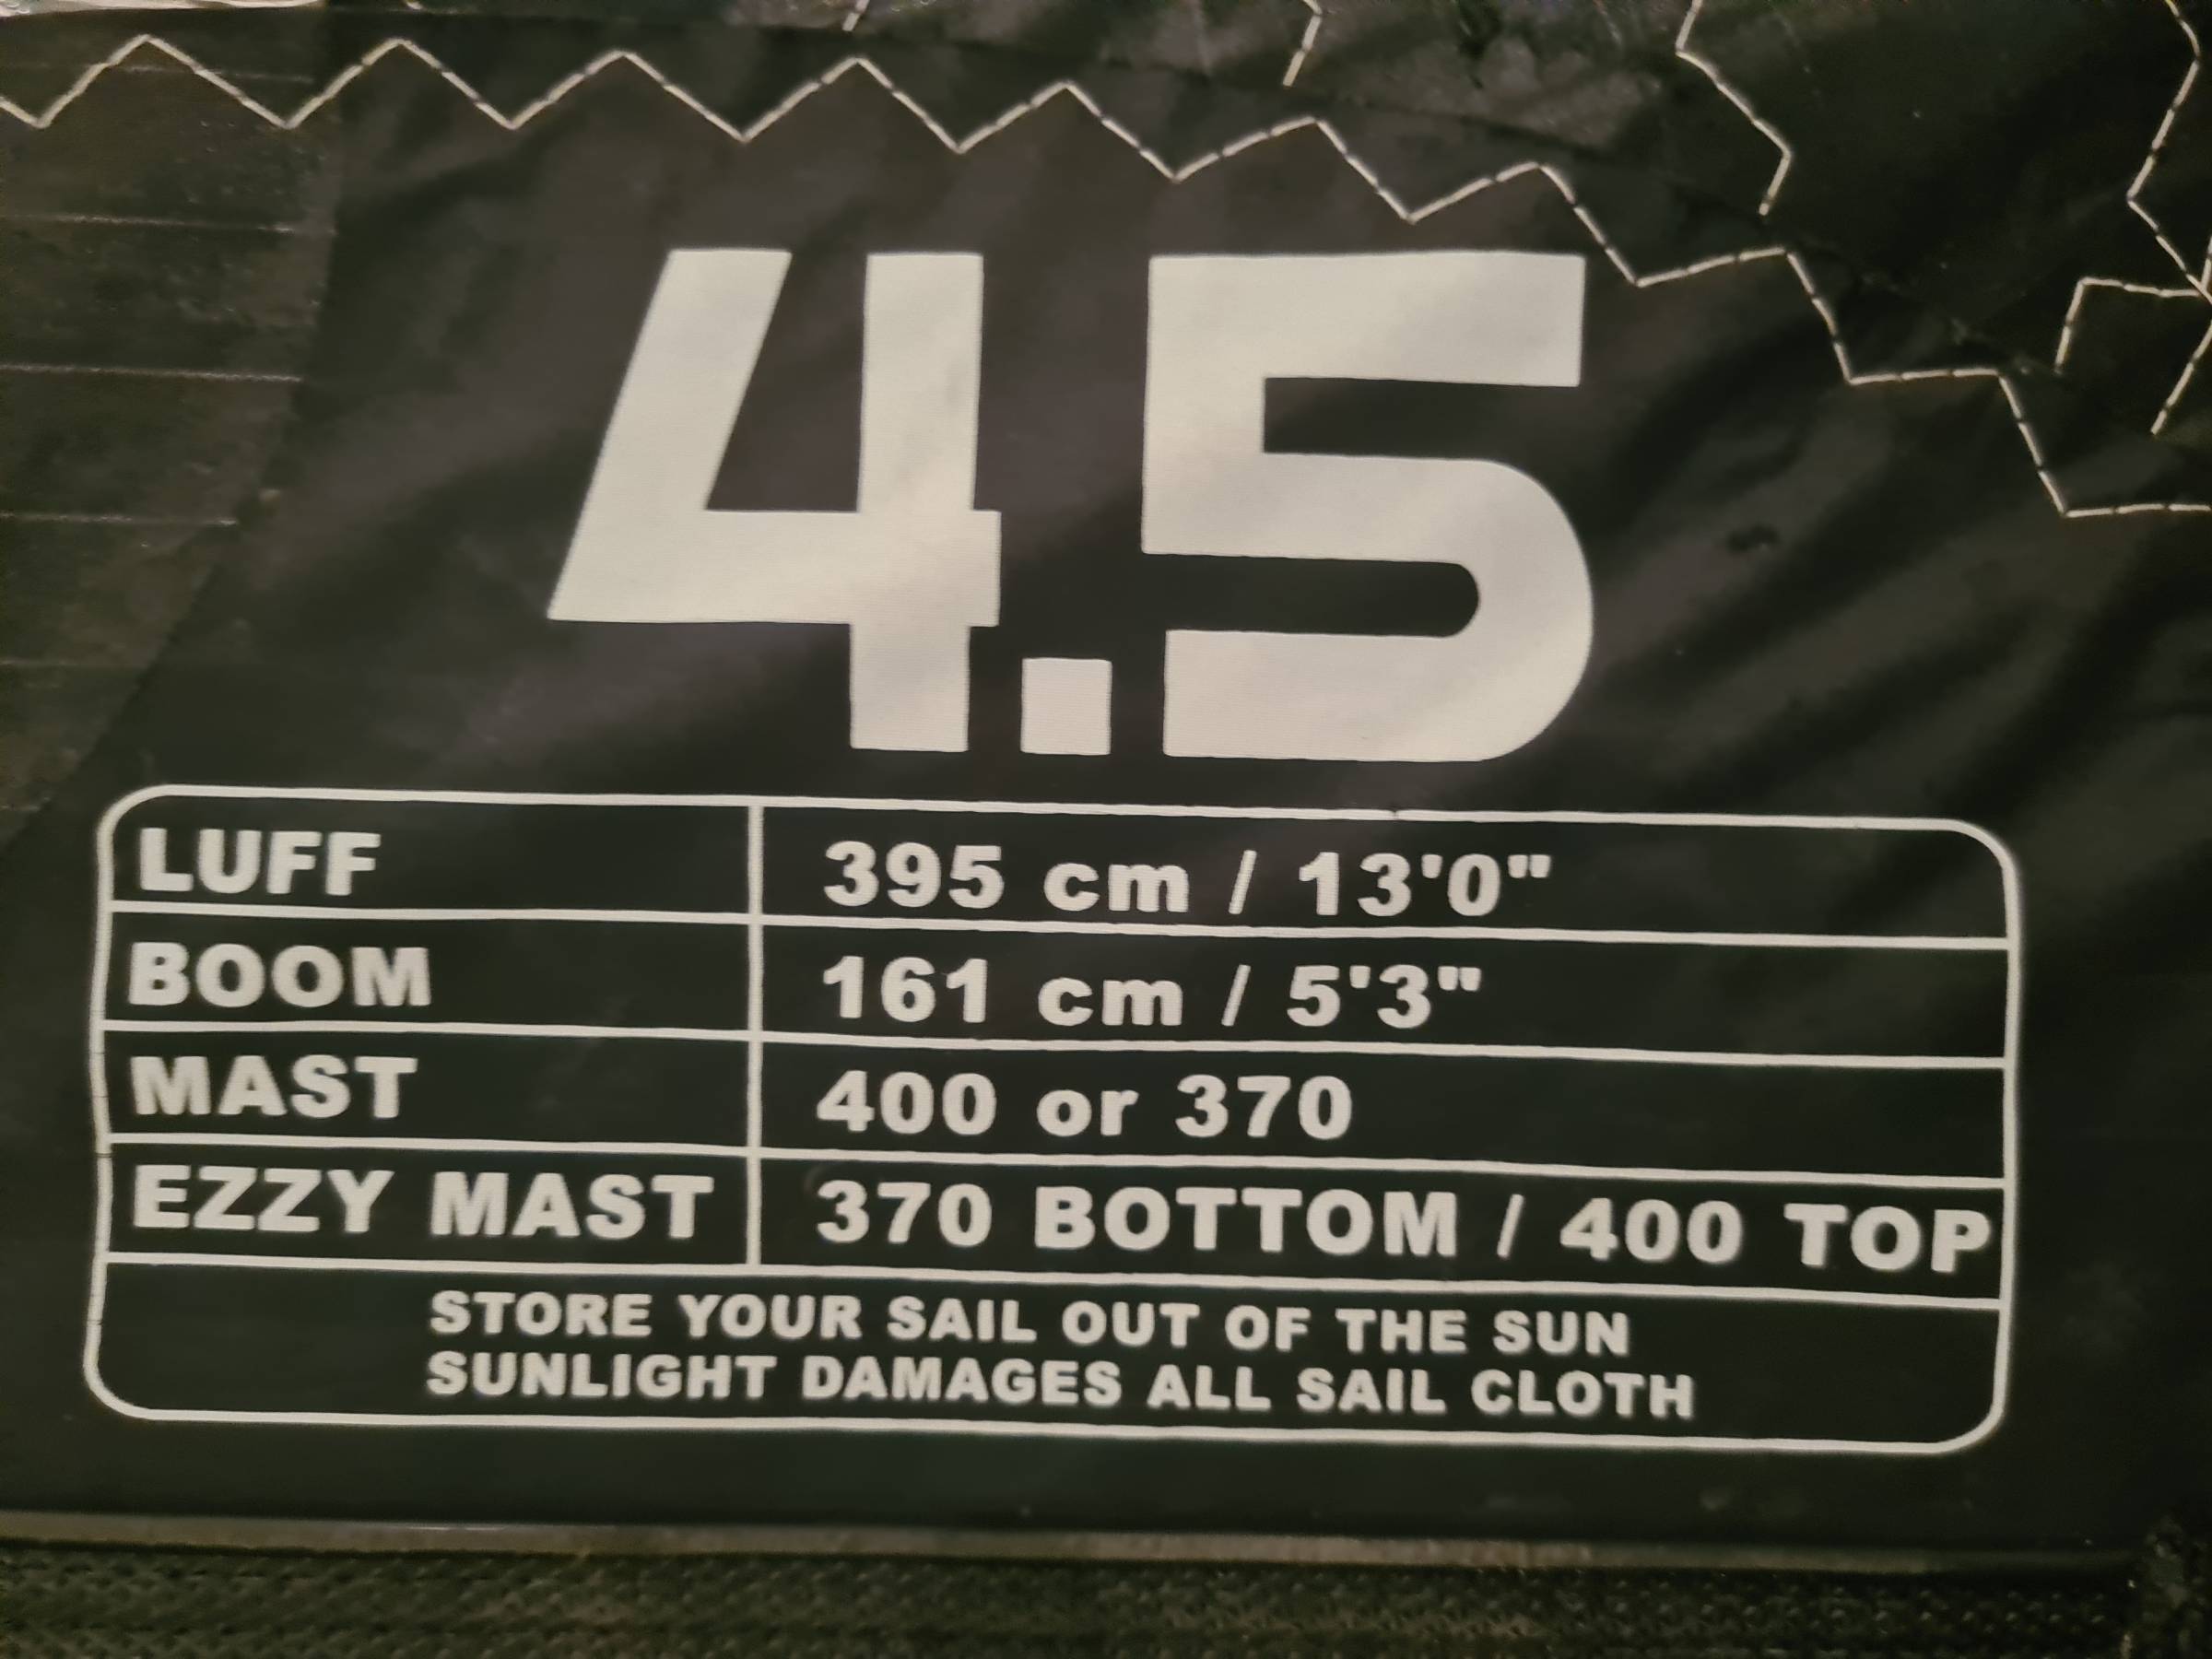 4.5
LUFF 395 cm / 13'0"
BOOM 161 cm / 5'3"
MAST 400 or 370
EZZY MAST 370 BOTTOM / 400 TOP
STORE YOUR SAIL OUT OF THE SUN
SUNLIGHT DAMAGES ALL SAIL CLOTH